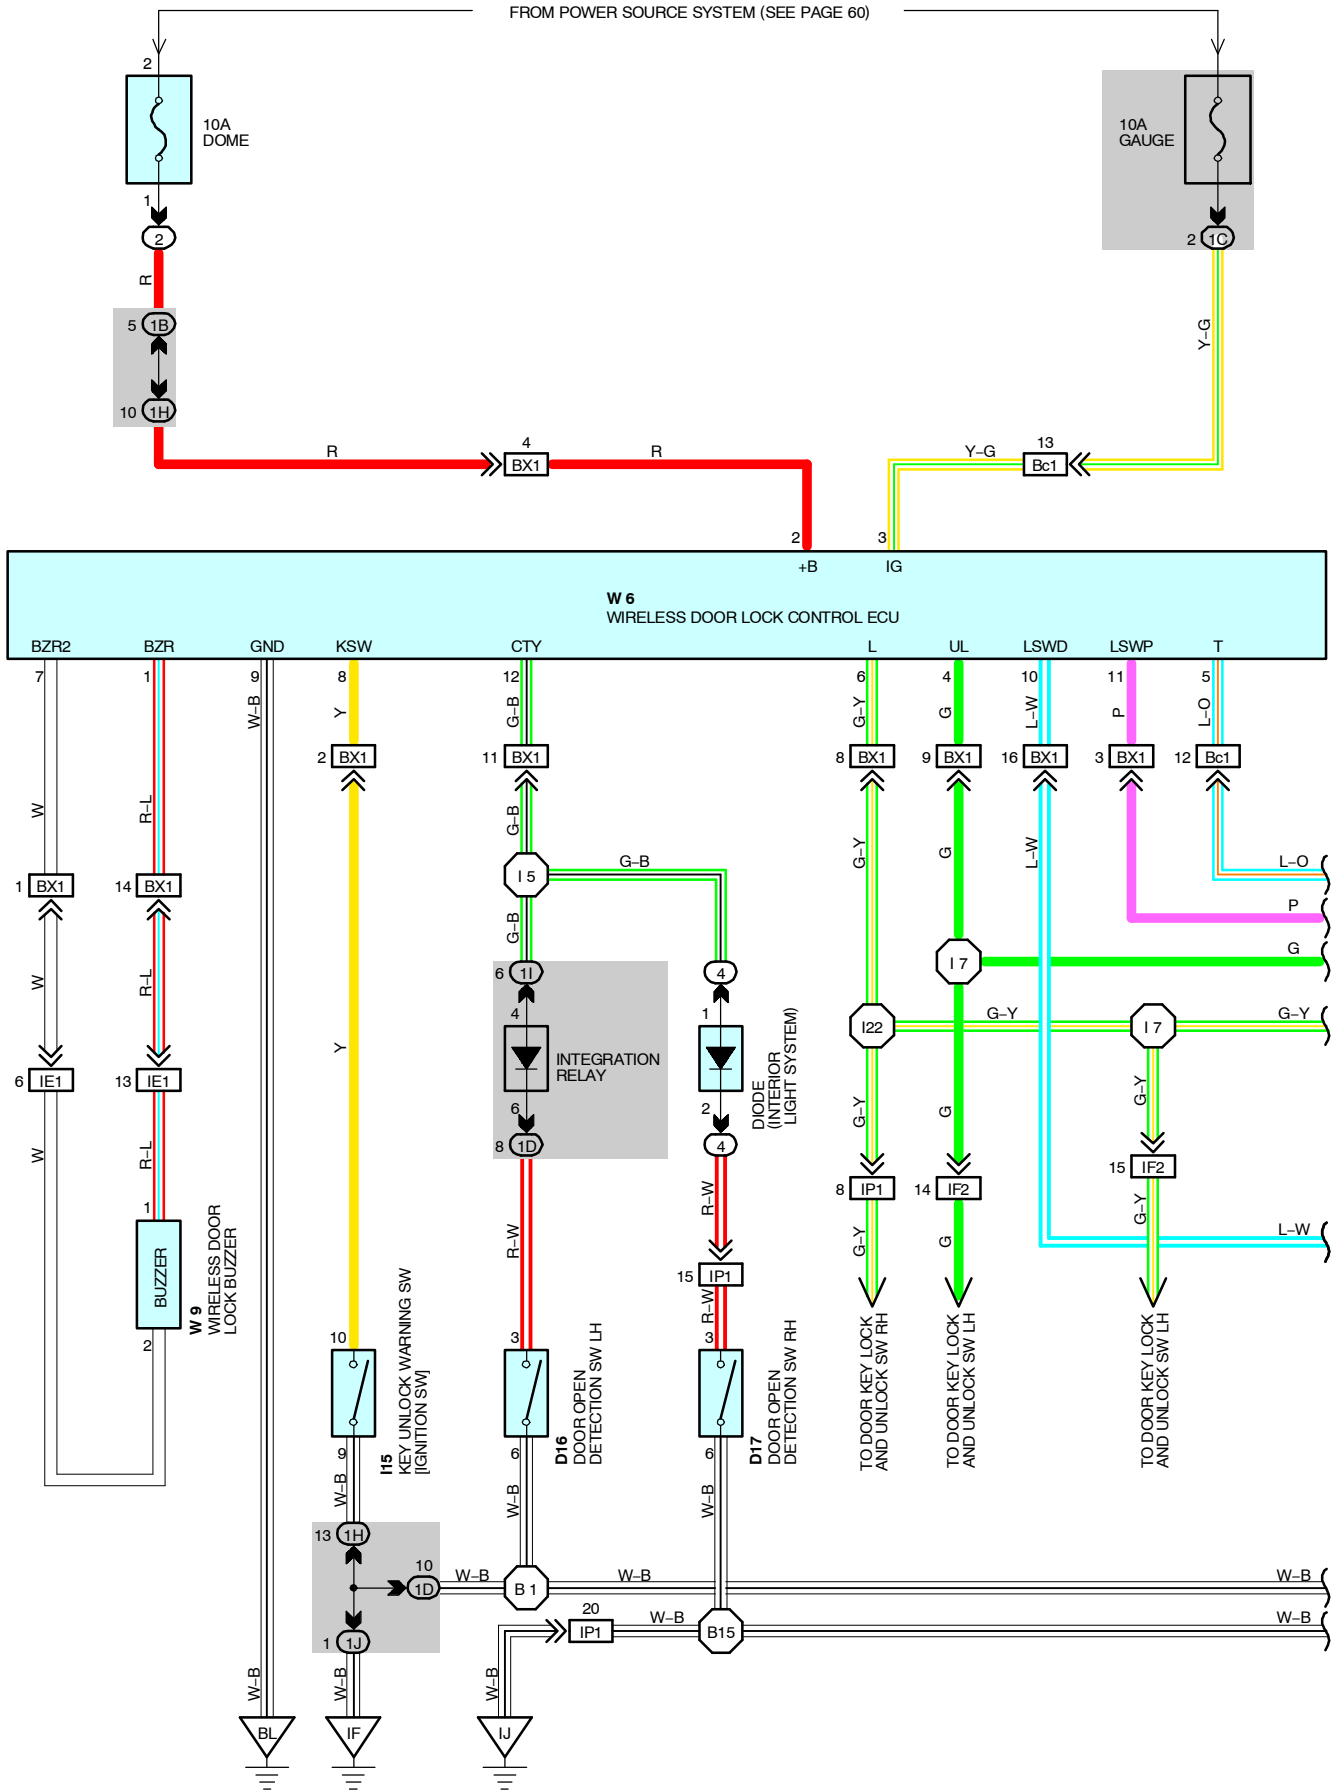 FROM POWER SOURCE SYSTEM (SEE PAGE 60)
2
10A
DOME
10A
GAUGE
1
2
2 1C
R
5 1B
Y–G
10 1H
R
4
BX1
R
Y–G
13
Bc1
2
3
+B
IG
W 6
WIRELESS DOOR LOCK CONTROL ECU
BZR2
BZR
GND
KSW
CTY
L
UL
LSWD
LSWP
T
7
1
9
8
12
6
4
10
11
5
W–B
Y
G–B
G–Y
G
L–W
P
L–O
2 BX1
11 BX1
8 BX1
9 BX1
16 BX1
3 BX1
12 Bc1
W
R–L
G–B
G–Y
G
L–W
I 5
G–B
L–O
1 BX1
14 BX1
P
G–B
G
I 7
6 1I
4
W
R–L
4
1
I22
G–Y
I 7
G–Y
Y
INTEGRATION
RELAY
DIODE
(INTERIOR
LIGHT SYSTEM)
6 IE1
13 IE1
6
2
G–Y
G
G–Y
8 1D
4
W
R–L
15 IF2
8 IP1
14 IF2
R–W
G–Y
1
R–W
G–Y
G
L–W
BUZZER
W 9
WIRELESS DOOR
LOCK BUZZER
15 IP1
R–W
2
10
3
3
I15
KEY UNLOCK WARNING SW
[IGNITION SW]
D16
DOOR OPEN
DETECTION SW LH
D17
DOOR OPEN
DETECTION SW RH
TO DOOR KEY LOCK
AND UNLOCK SW RH
TO DOOR KEY LOCK
AND UNLOCK SW LH
TO DOOR KEY LOCK
AND UNLOCK SW LH
9
6
6
W–B
W–B
W–B
13 1H
10
1D
W–B
B 1
W–B
W–B
1 1J
20
IP1
W–B
B15
W–B
W–B
W–B
W–B
BL
IF
IJ